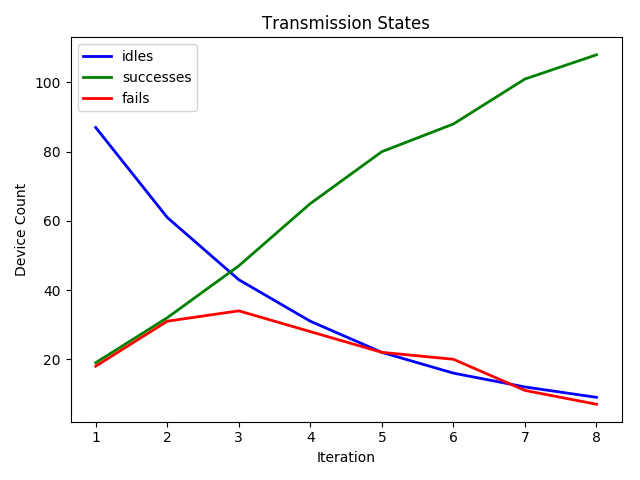 Transmission States
idles
successes
fails
Device Count
100
80
60
40
20
1 2 3 4 5 6 7 8
Iteration